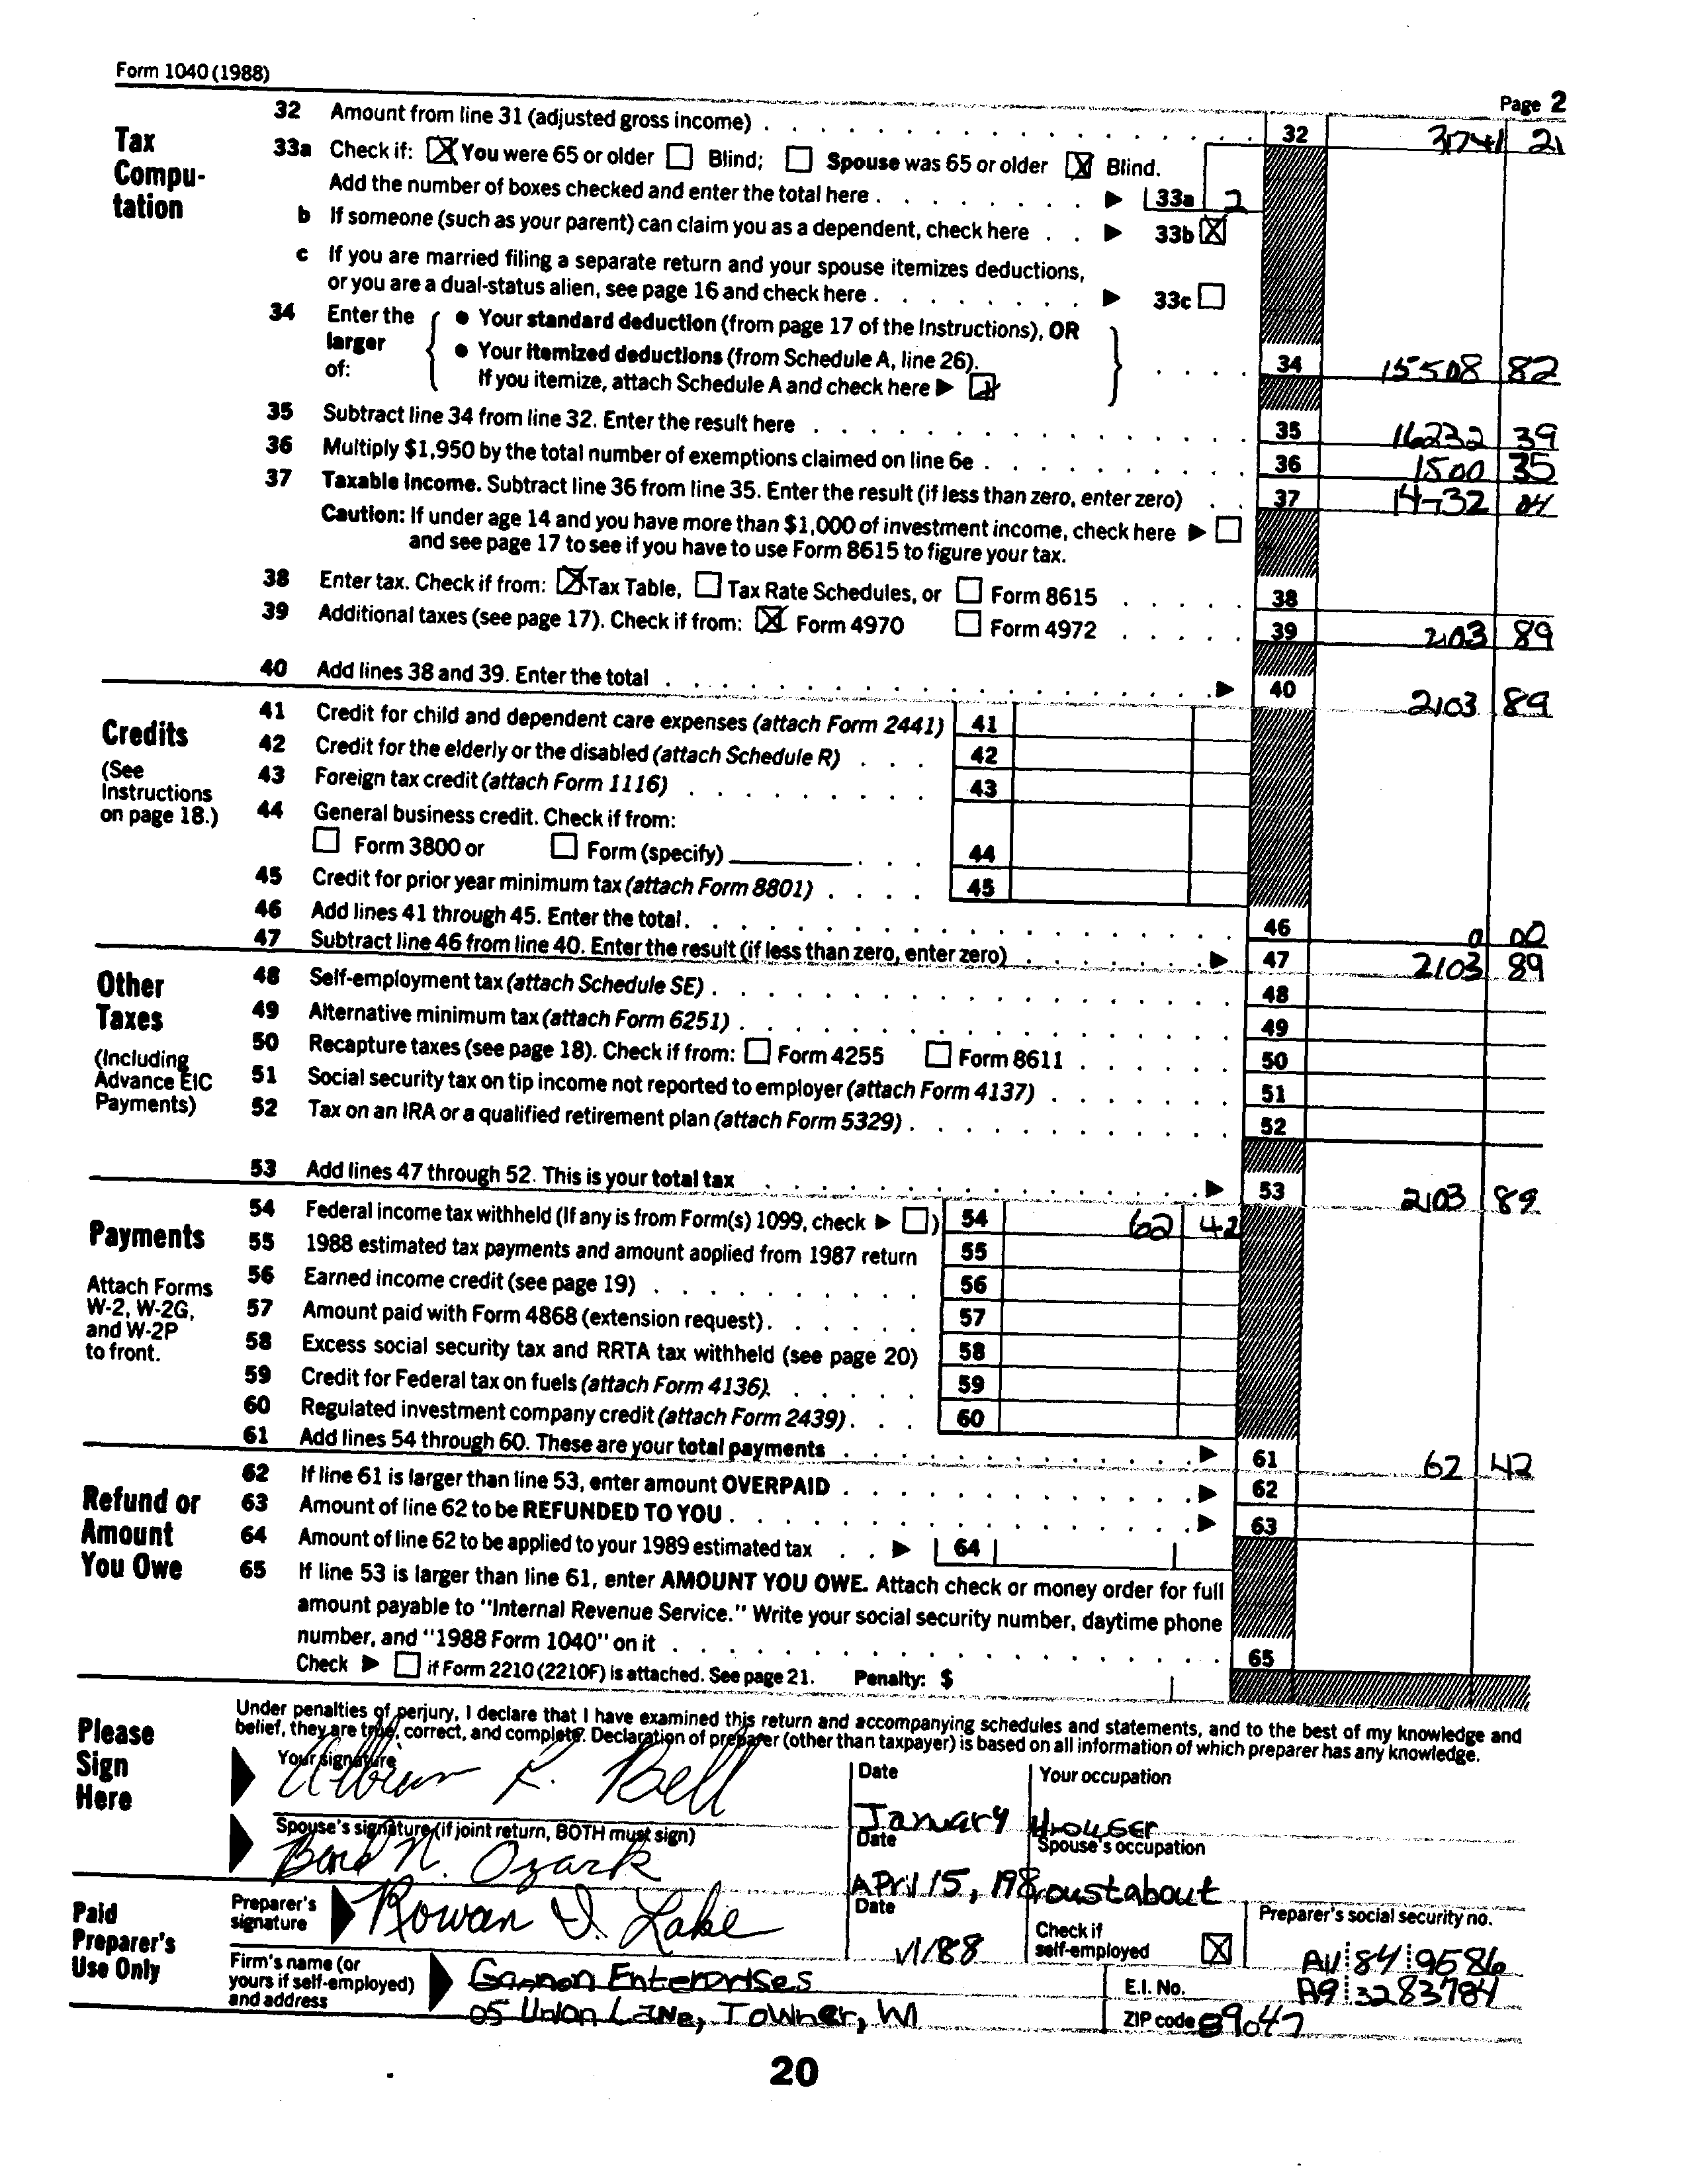 Form 1040 (1988)
Page 2
Tax Computation
32 Amount from line 31 (adjusted gross income) 32 31741 21
33a Check if: You were 65 or older Blind; Spouse was 65 or older Blind.
Add the number of boxes checked and enter the total here 33a 2
b If someone (such as your parent) can claim you as a dependent, check here 33b
c If you are married filing a separate return and your spouse itemizes deductions,
or you are a dual-status alien, see page 16 and check here 33c
34 Enter the larger of:
• Your standard deduction (from page 17 of the Instructions), OR
• Your itemized deductions (from Schedule A, line 26).
If you itemize, attach Schedule A and check here 34 15508 82
35 Subtract line 34 from line 32. Enter the result here 35 16232 39
36 Multiply $1,950 by the total number of exemptions claimed on line 6e 36 1500 35
37 Taxable income. Subtract line 36 from line 35. Enter the result (if less than zero, enter zero) 37 14732 04
Caution: If under age 14 and you have more than $1,000 of investment income, check here
and see page 17 to see if you have to use Form 8615 to figure your tax.
38 Enter tax. Check if from: Tax Table, Tax Rate Schedules, or Form 8615 38
39 Additional taxes (see page 17). Check if from: Form 4970 Form 4972 39 2103 89
40 Add lines 38 and 39. Enter the total 40 2103 89
Credits
(See Instructions on page 18.)
41 Credit for child and dependent care expenses (attach Form 2441) 41
42 Credit for the elderly or the disabled (attach Schedule R) 42
43 Foreign tax credit (attach Form 1116) 43
44 General business credit. Check if from:
Form 3800 or Form (specify) 44
45 Credit for prior year minimum tax (attach Form 8801) 45
46 Add lines 41 through 45. Enter the total. 46 0 00
47 Subtract line 46 from line 40. Enter the result (if less than zero, enter zero) 47 2103 89
Other Taxes
(Including Advance EIC Payments)
48 Self-employment tax (attach Schedule SE) 48
49 Alternative minimum tax (attach Form 6251) 49
50 Recapture taxes (see page 18). Check if from: Form 4255 Form 8611 50
51 Social security tax on tip income not reported to employer (attach Form 4137) 51
52 Tax on an IRA or a qualified retirement plan (attach Form 5329) 52
53 Add lines 47 through 52. This is your total tax 53 2103 89
Payments
Attach Forms W-2, W-2G, and W-2P to front.
54 Federal income tax withheld (If any is from Form(s) 1099, check ) 54 62 42
55 1988 estimated tax payments and amount aoplied from 1987 return 55
56 Earned income credit (see page 19) 56
57 Amount paid with Form 4868 (extension request) 57
58 Excess social security tax and RRTA tax withheld (see page 20) 58
59 Credit for Federal tax on fuels (attach Form 4136) 59
60 Regulated investment company credit (attach Form 2439) 60
61 Add lines 54 through 60. These are your total payments 61 62 42
Refund or Amount You Owe
62 If line 61 is larger than line 53, enter amount OVERPAID 62
63 Amount of line 62 to be REFUNDED TO YOU 63
64 Amount of line 62 to be applied to your 1989 estimated tax 64
65 If line 53 is larger than line 61, enter AMOUNT YOU OWE. Attach check or money order for full
amount payable to "Internal Revenue Service." Write your social security number, daytime phone
number, and "1988 Form 1040" on it 65
Check if Form 2210 (2210F) is attached. See page 21. Penalty: $
Please Sign Here
Under penalties of perjury, I declare that I have examined this return and accompanying schedules and statements, and to the best of my knowledge and
belief, they are true, correct, and complete. Declaration of preparer (other than taxpayer) is based on all information of which preparer has any knowledge.
Your signature Date Your occupation
K. Bell January
Spouse's signature (if joint return, BOTH must sign) Date Spouse's occupation
N. Ozark April 15, 198 roustabout
Paid Preparer's Use Only
Preparer's signature Rowan D. Lake Date 1/1/88 Check if self-employed Preparer's social security no.
84 9586
Firm's name (or yours if self-employed) and address
Gannon Enterprises E.I. No. A9 3283784
05 Union Lane, Towner, WI ZIP code 89047
20